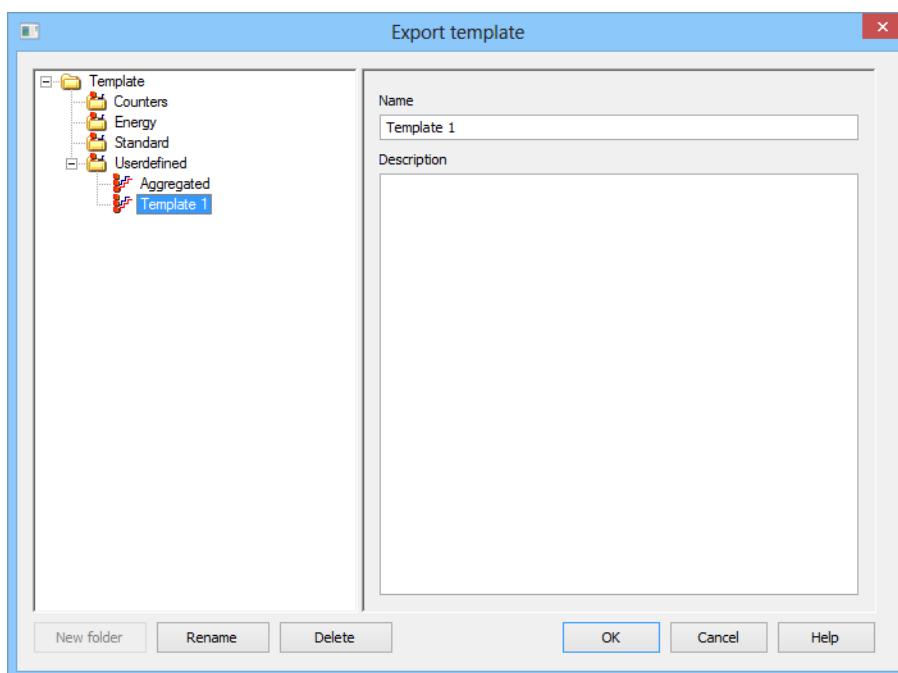 Export template
Template
Counters
Energy
Standard
Userdefined
Aggregated
Template 1
Name
Template 1
Description
New folder
Rename
Delete
OK
Cancel
Help